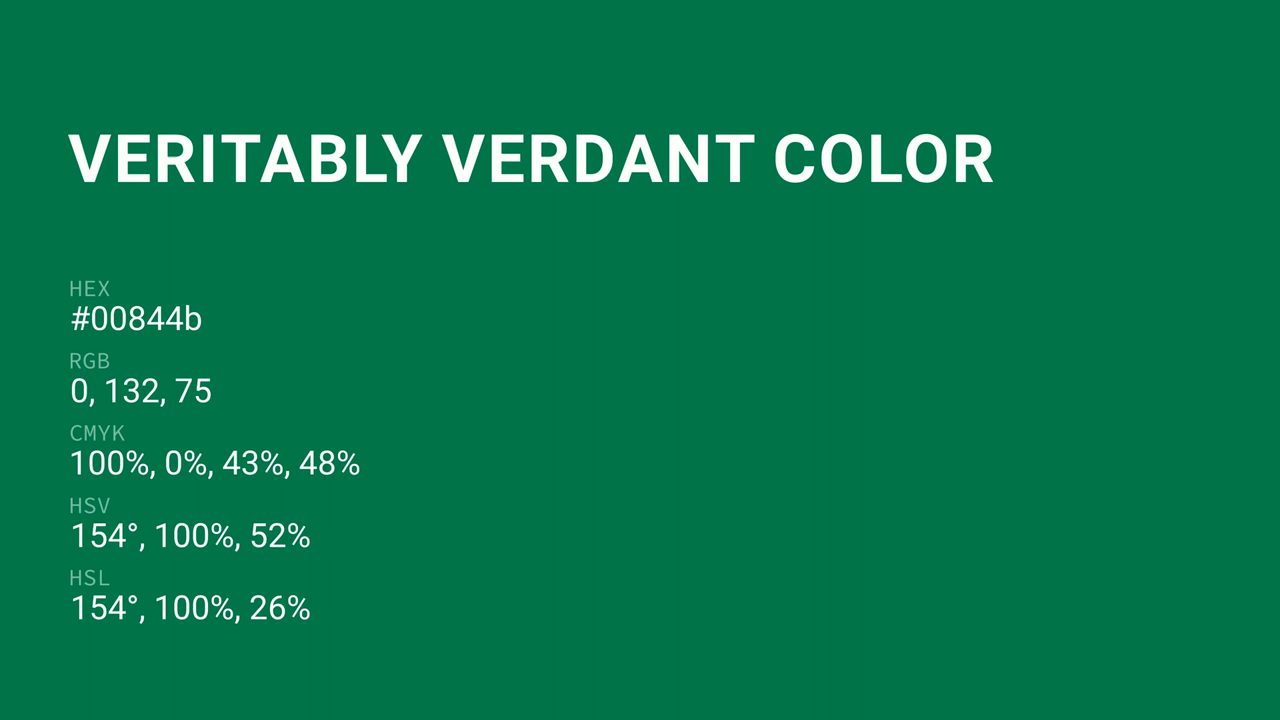 VERITABLY VERDANT COLOR
HEX
#00844b
RGB
0, 132, 75
CMYK
100%, 0%, 43%, 48%
HSV
154°, 100%, 52%
HSL
154°, 100%, 26%